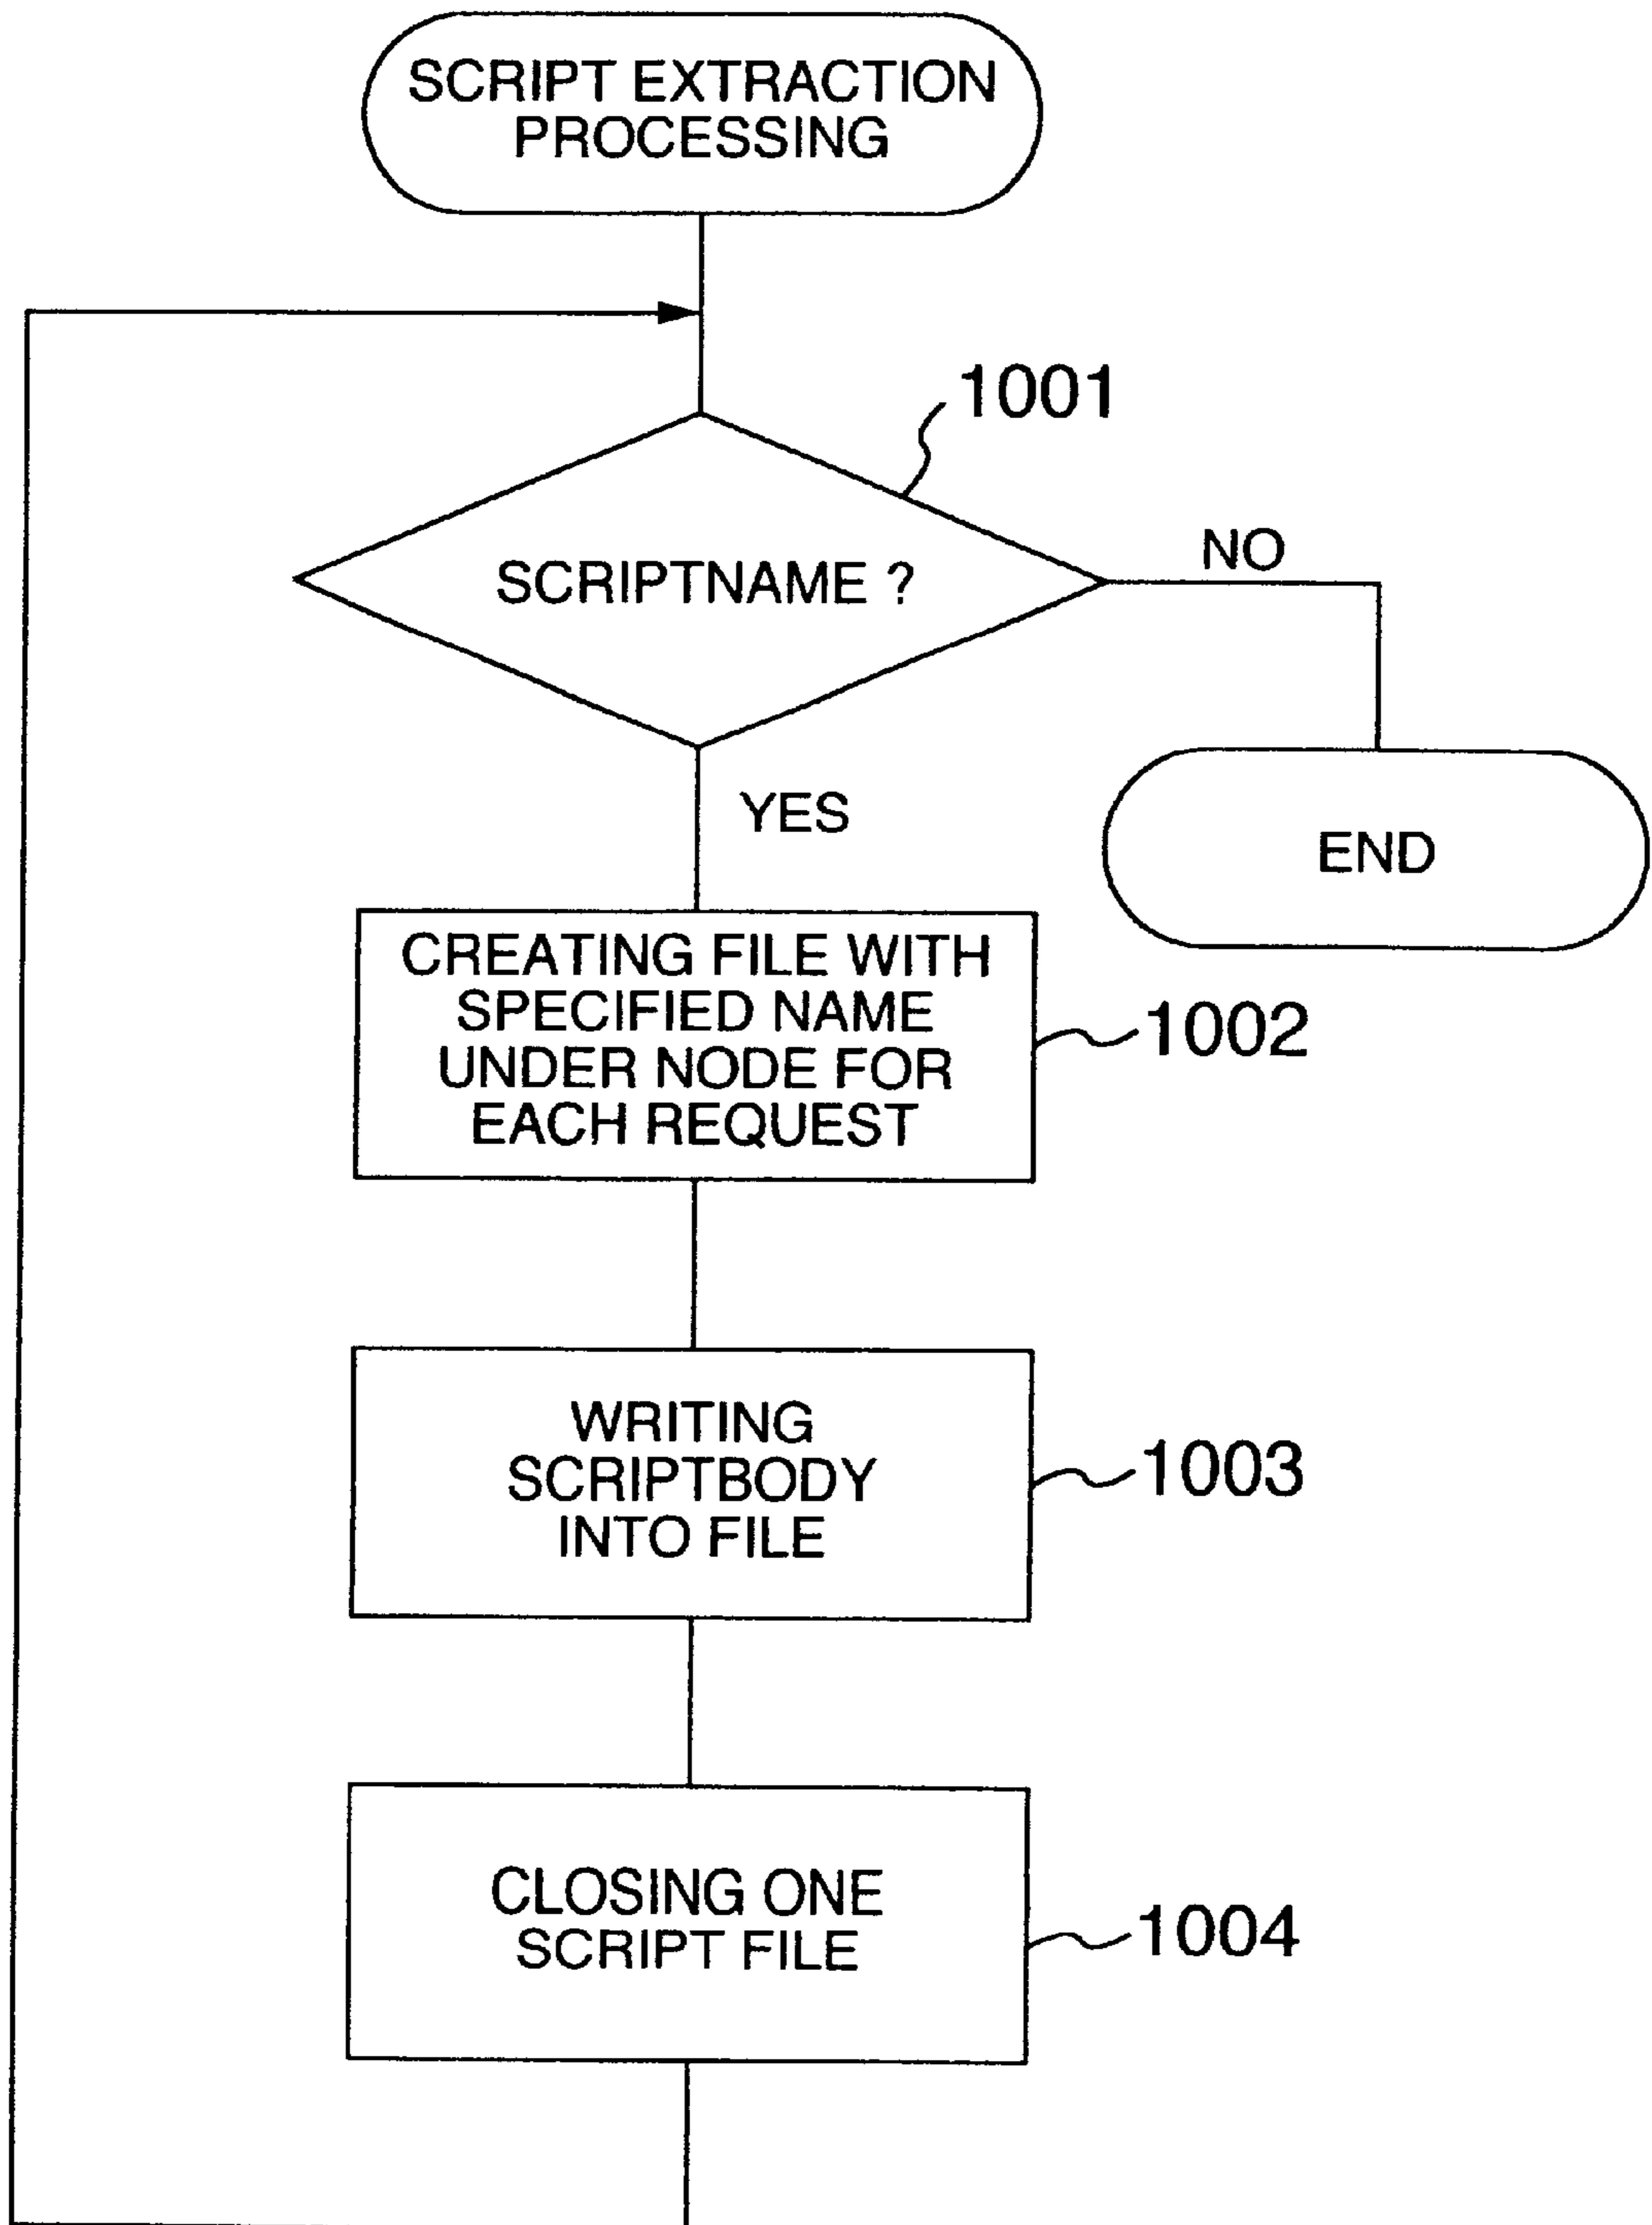 SCRIPT EXTRACTION
PROCESSING
1001
SCRIPTNAME ?
NO
YES
END
CREATING FILE WITH
SPECIFIED NAME
UNDER NODE FOR
EACH REQUEST
1002
WRITING
SCRIPTBODY
INTO FILE
1003
CLOSING ONE
SCRIPT FILE
1004